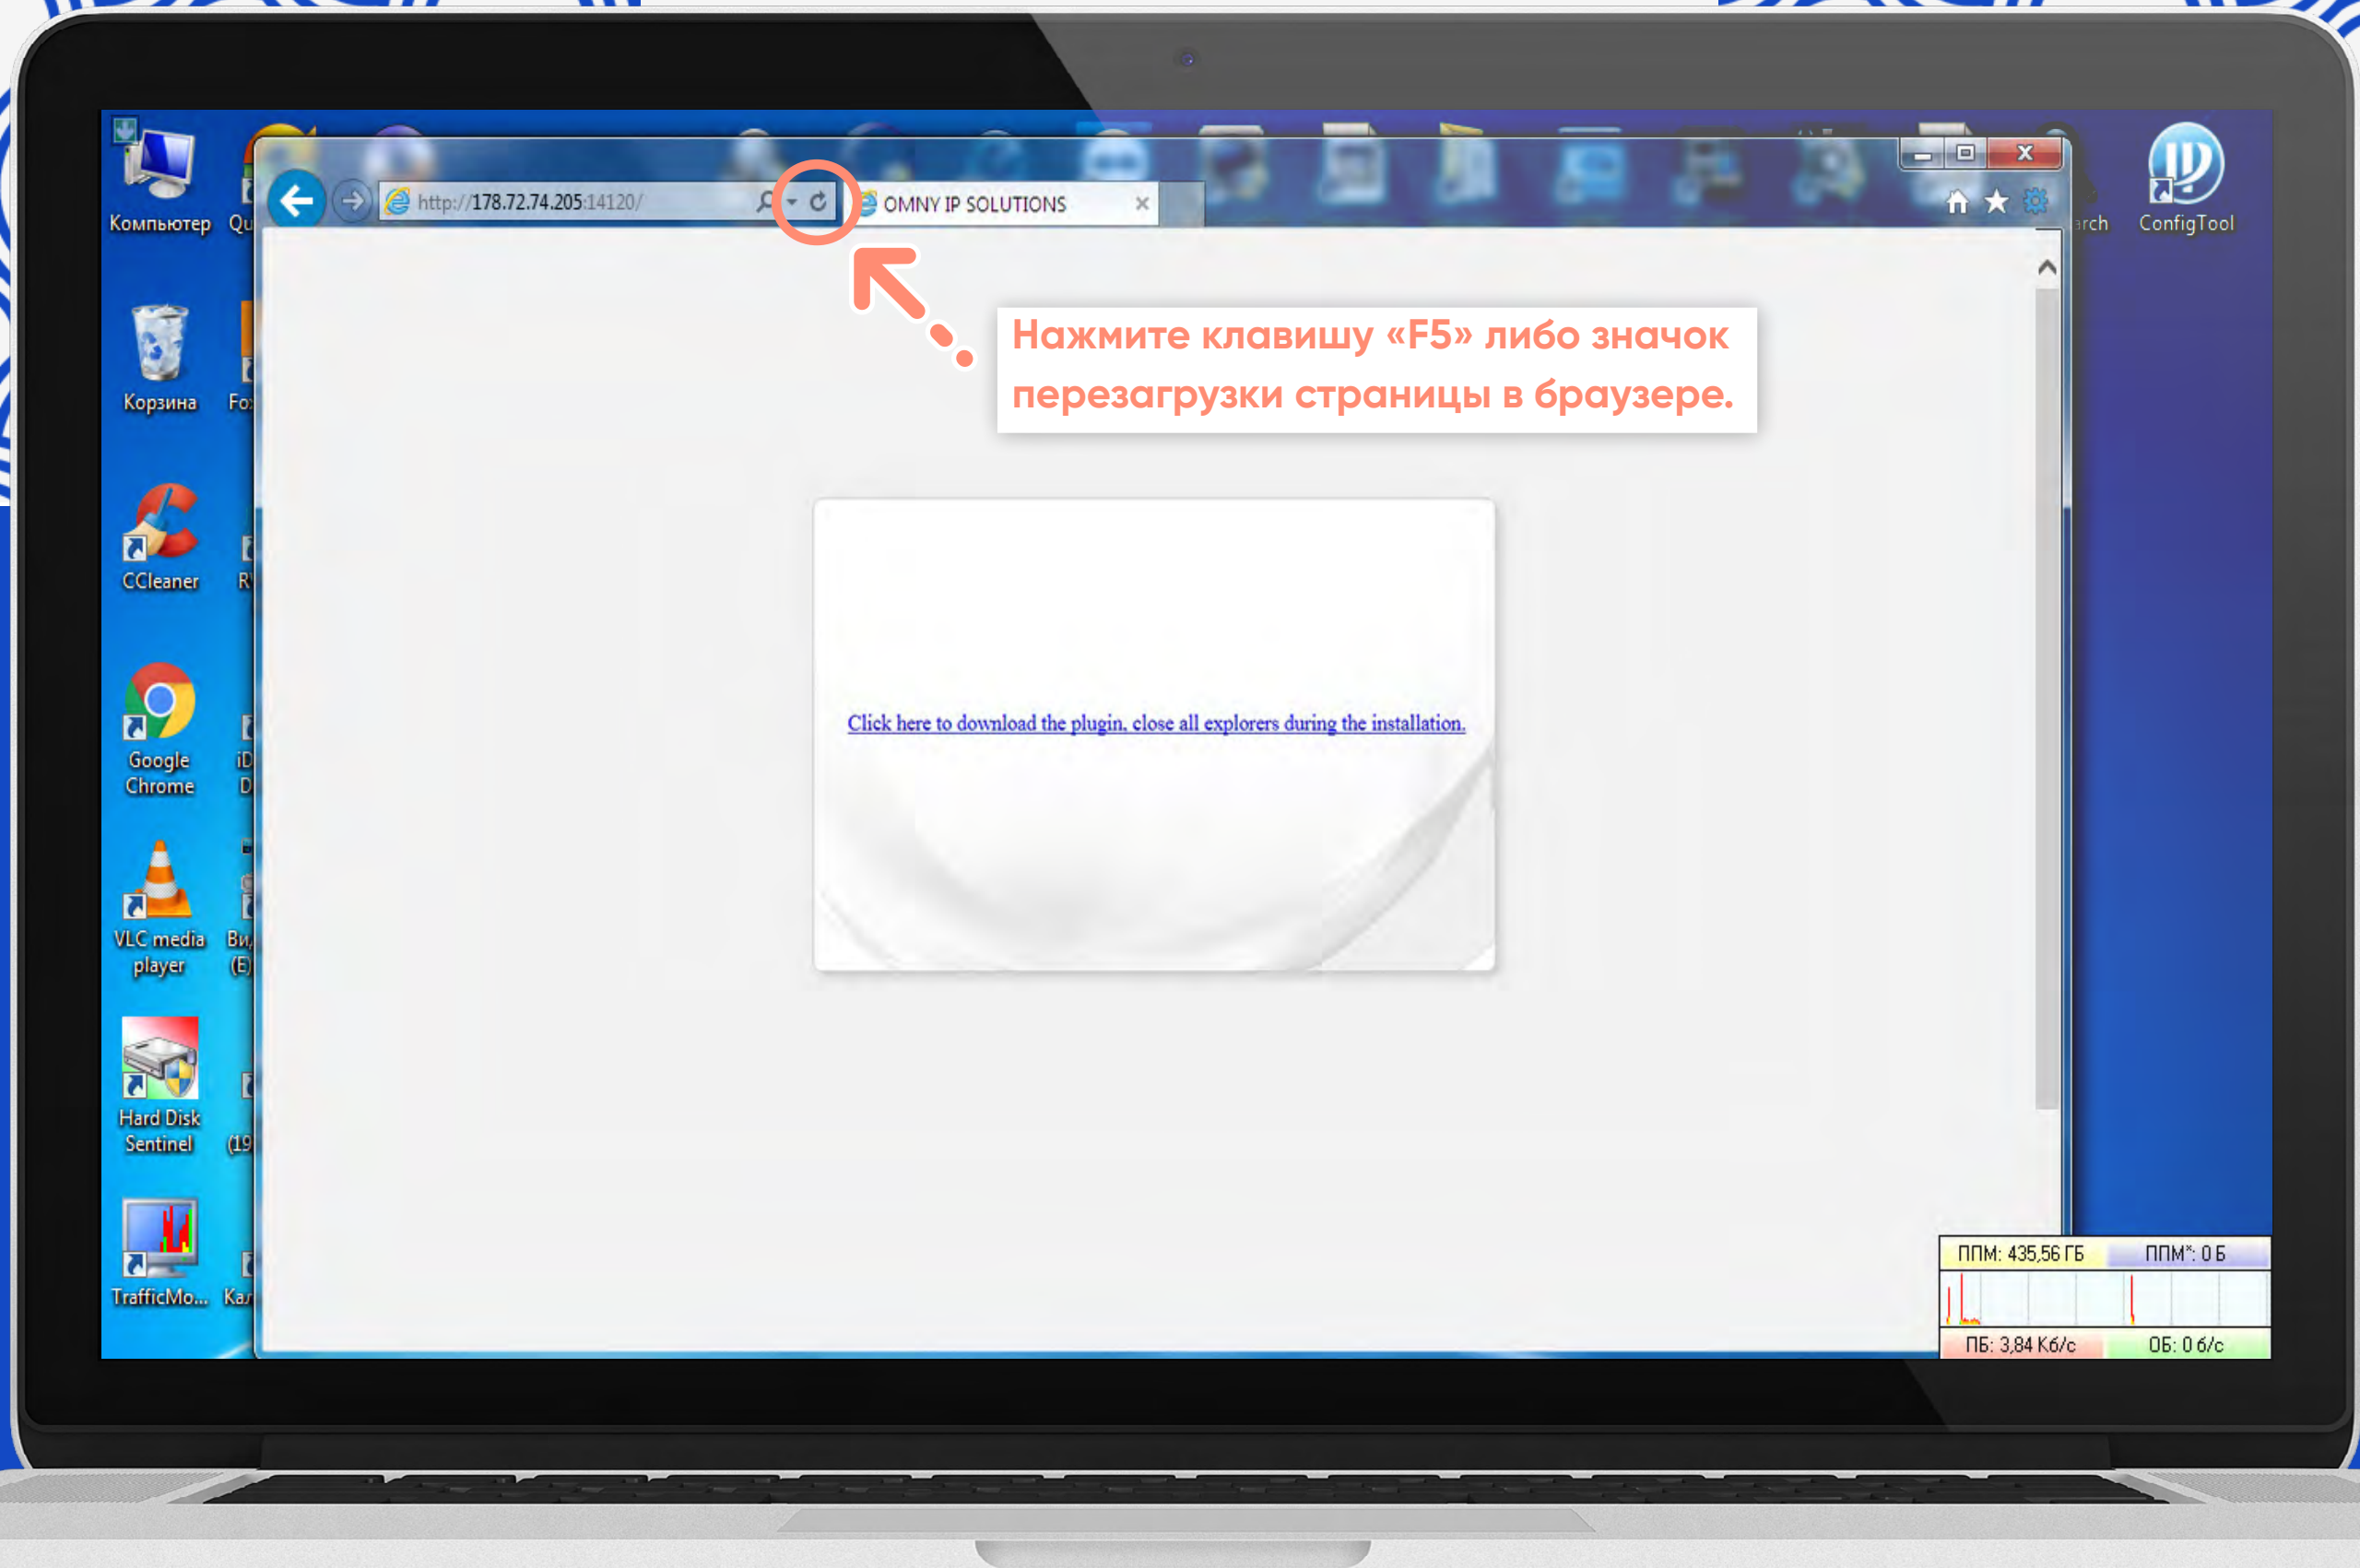 http://178.72.74.205:14120/
OMNY IP SOLUTIONS
Нажмите клавишу «F5» либо значок
перезагрузки страницы в браузере.
Click here to download the plugin, close all explorers during the installation.
Компьютер
Корзина
CCleaner
Google
Chrome
VLC media
player
Hard Disk
Sentinel
TrafficMo...
ConfigTool
ППМ: 435,56 ГБ ППМ*: 0 Б
ПБ: 3,84 Кб/с ОБ: 0 б/с